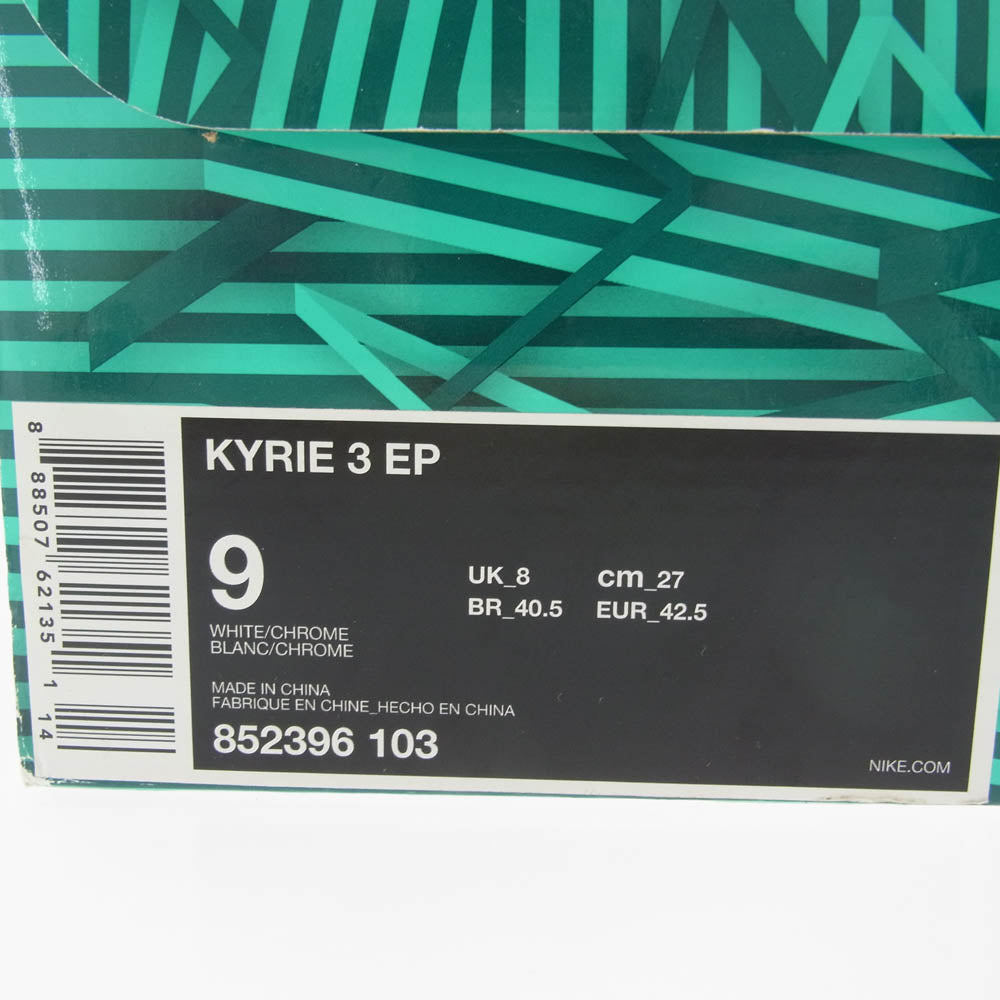 8 88507 62135 1 14
KYRIE 3 EP
9
UK_8 cm_27
BR_40.5 EUR_42.5
WHITE/CHROME
BLANC/CHROME
MADE IN CHINA
FABRIQUE EN CHINE_HECHO EN CHINA
852396 103
NIKE.COM